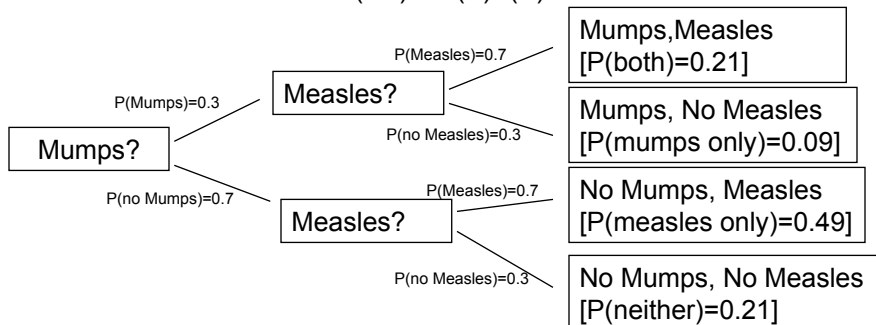 Mumps,Measles
[P(both)=0.21]
P(Measles)=0.7
Measles?
P(Mumps)=0.3
Mumps, No Measles
[P(mumps only)=0.09]
P(no Measles)=0.3
Mumps?
No Mumps, Measles
[P(measles only)=0.49]
P(Measles)=0.7
P(no Mumps)=0.7
Measles?
No Mumps, No Measles
[P(neither)=0.21]
P(no Measles)=0.3